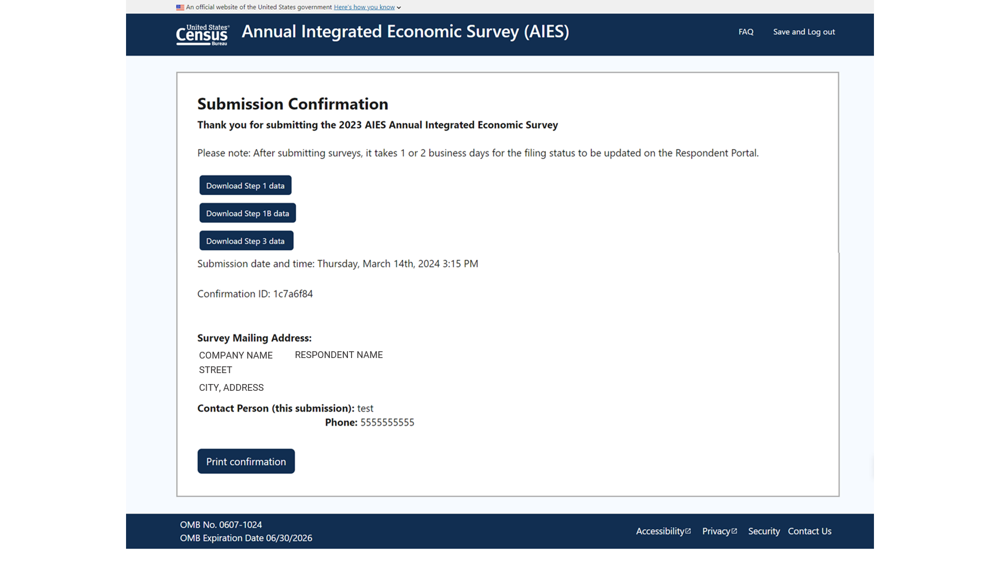 An official website of the United States government Here's how you know
United States®
Census
Bureau
Annual Integrated Economic Survey (AIES)
FAQ
Save and Log out
Submission Confirmation
Thank you for submitting the 2023 AIES Annual Integrated Economic Survey
Please note: After submitting surveys, it takes 1 or 2 business days for the filing status to be updated on the Respondent Portal.
Download Step 1 data
Download Step 1B data
Download Step 3 data
Submission date and time: Thursday, March 14th, 2024 3:15 PM
Confirmation ID: 1c7a6f84
Survey Mailing Address:
COMPANY NAME RESPONDENT NAME
STREET
CITY, ADDRESS
Contact Person (this submission): test
Phone: 5555555555
Print confirmation
OMB No. 0607-1024
OMB Expiration Date 06/30/2026
Accessibility Privacy Security Contact Us